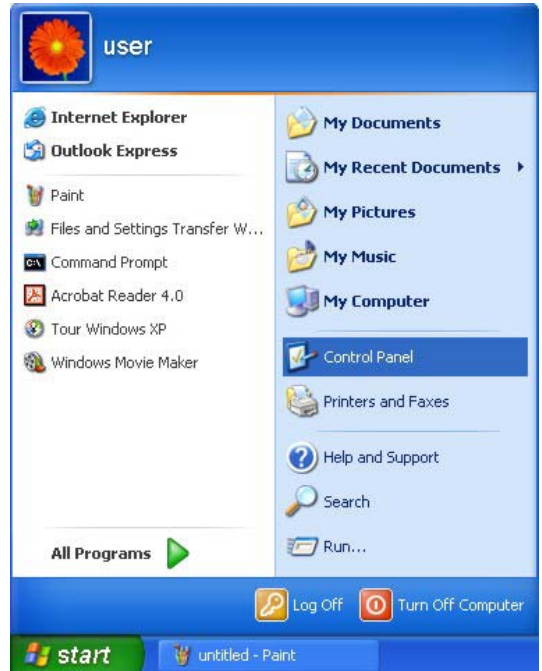 user
Internet Explorer
Outlook Express
Paint
Files and Settings Transfer W...
Command Prompt
Acrobat Reader 4.0
Tour Windows XP
Windows Movie Maker
All Programs
My Documents
My Recent Documents
My Pictures
My Music
My Computer
Control Panel
Printers and Faxes
Help and Support
Search
Run...
Log Off
Turn Off Computer
start
untitled - Paint